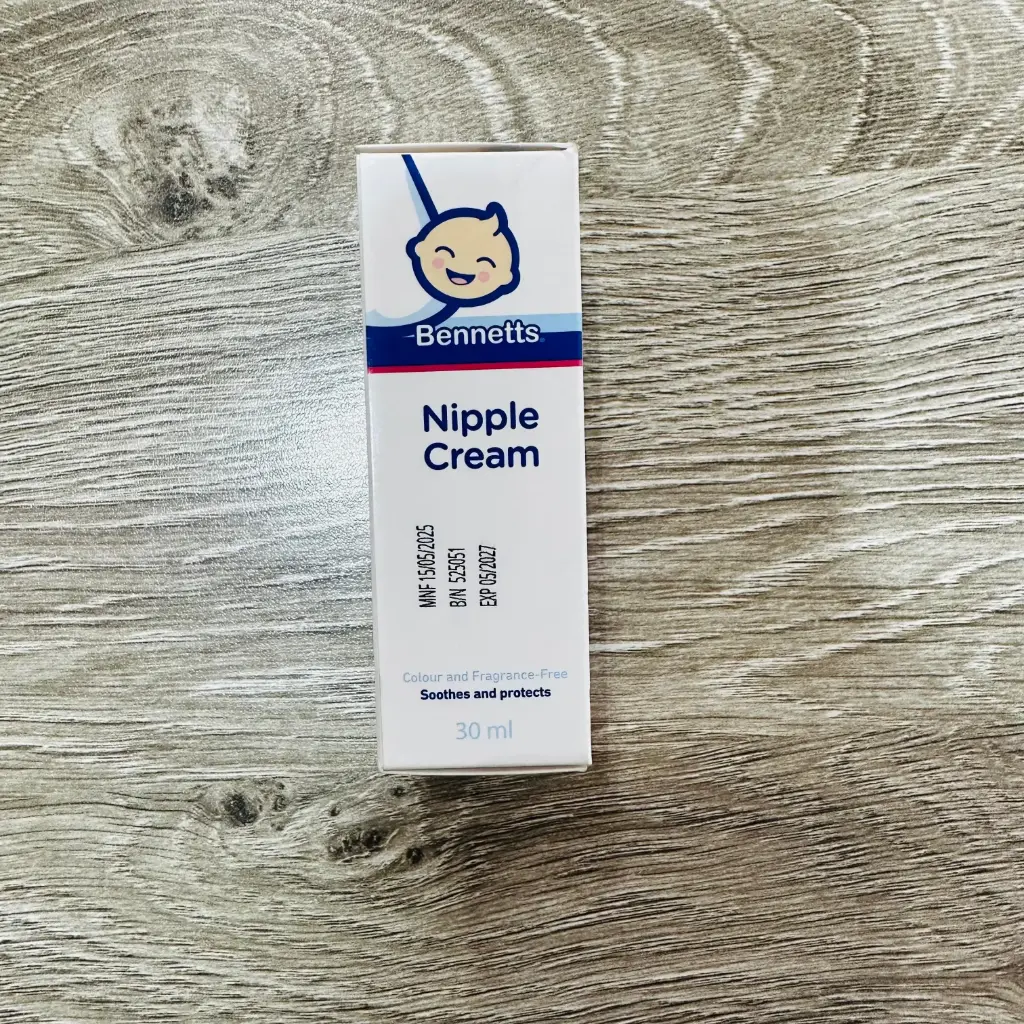 Bennetts
Nipple
Cream
MNF 15/05/2025
B/N 525051
EXP 05/2027
Colour and Fragrance-Free
Soothes and protects
30 ml